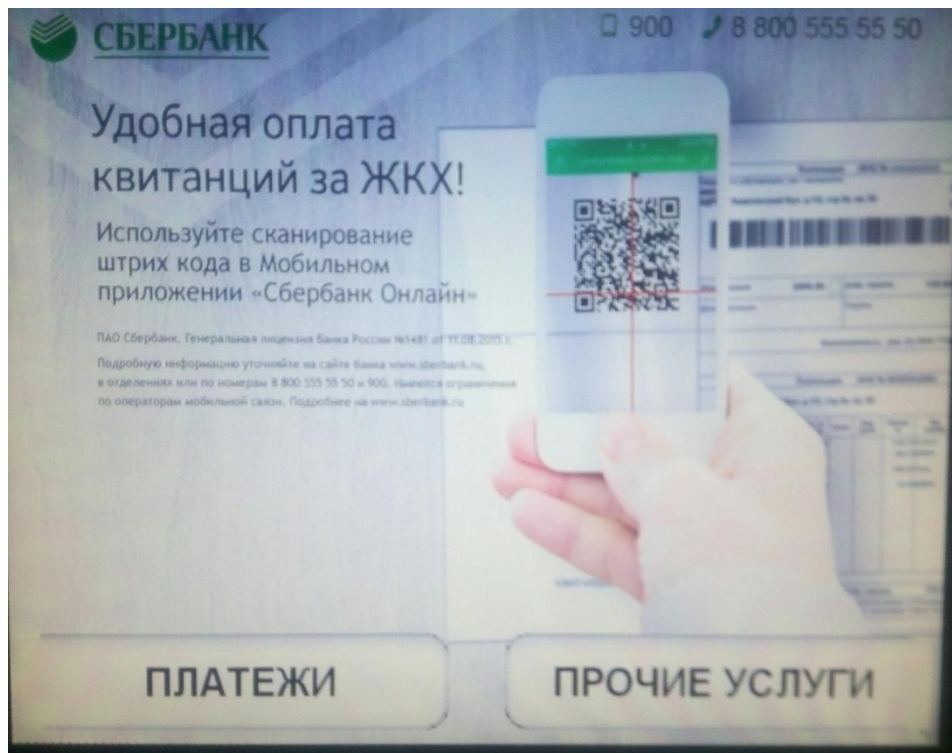 СБЕРБАНК
900 8 800 555 55 50
Удобная оплата
квитанций за ЖКХ!
Используйте сканирование
штрих кода в Мобильном
приложении «Сбербанк Онлайн»
ПАО Сбербанк. Генеральная лицензия Банка России №1481 от 11.08.2015 г.
Подробную информацию уточняйте на сайте банка www.sberbank.ru,
в отделениях или по номерам 8 800 555 55 50 и 900. Имеются ограничения
по операторам мобильной связи. Подробнее на www.sberbank.ru
ПЛАТЕЖИ
ПРОЧИЕ УСЛУГИ